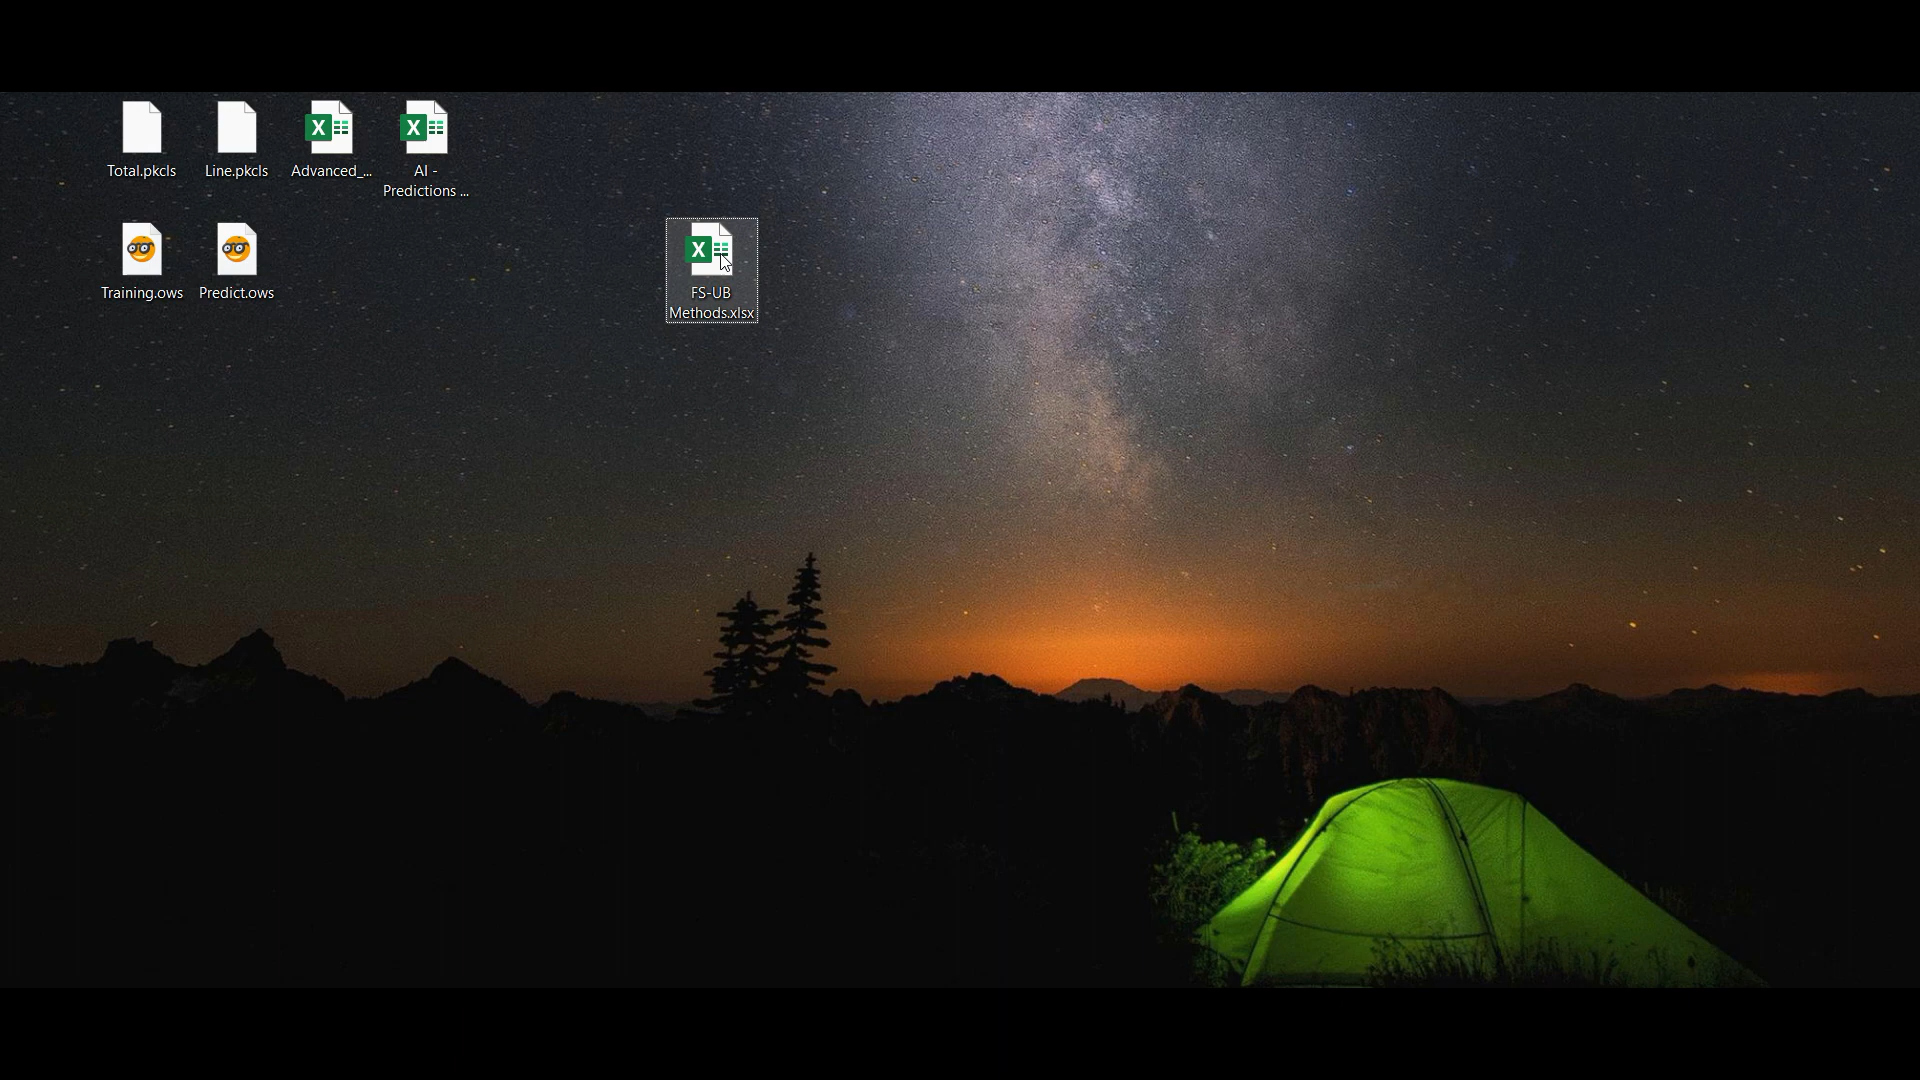 Total.pkcls
Line.pkcls
Advanced_...
AI -
Predictions ...
Training.ows
Predict.ows
FS-UB
Methods.xlsx